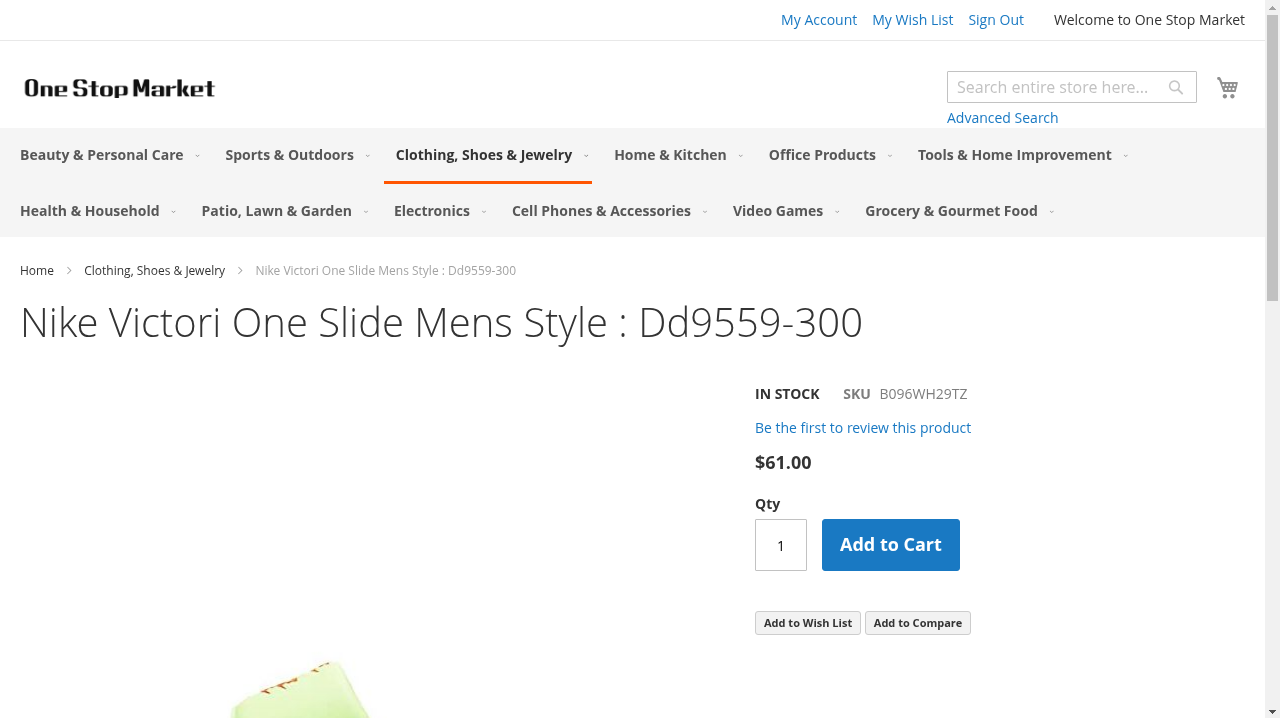 My Account My Wish List Sign Out Welcome to One Stop Market
One Stop Market
Search entire store here...
Advanced Search
Beauty & Personal Care Sports & Outdoors Clothing, Shoes & Jewelry Home & Kitchen Office Products Tools & Home Improvement
Health & Household Patio, Lawn & Garden Electronics Cell Phones & Accessories Video Games Grocery & Gourmet Food
Home Clothing, Shoes & Jewelry Nike Victori One Slide Mens Style : Dd9559-300
Nike Victori One Slide Mens Style : Dd9559-300
IN STOCK SKU B096WH29TZ
Be the first to review this product
$61.00
Qty
1 Add to Cart
Add to Wish List Add to Compare